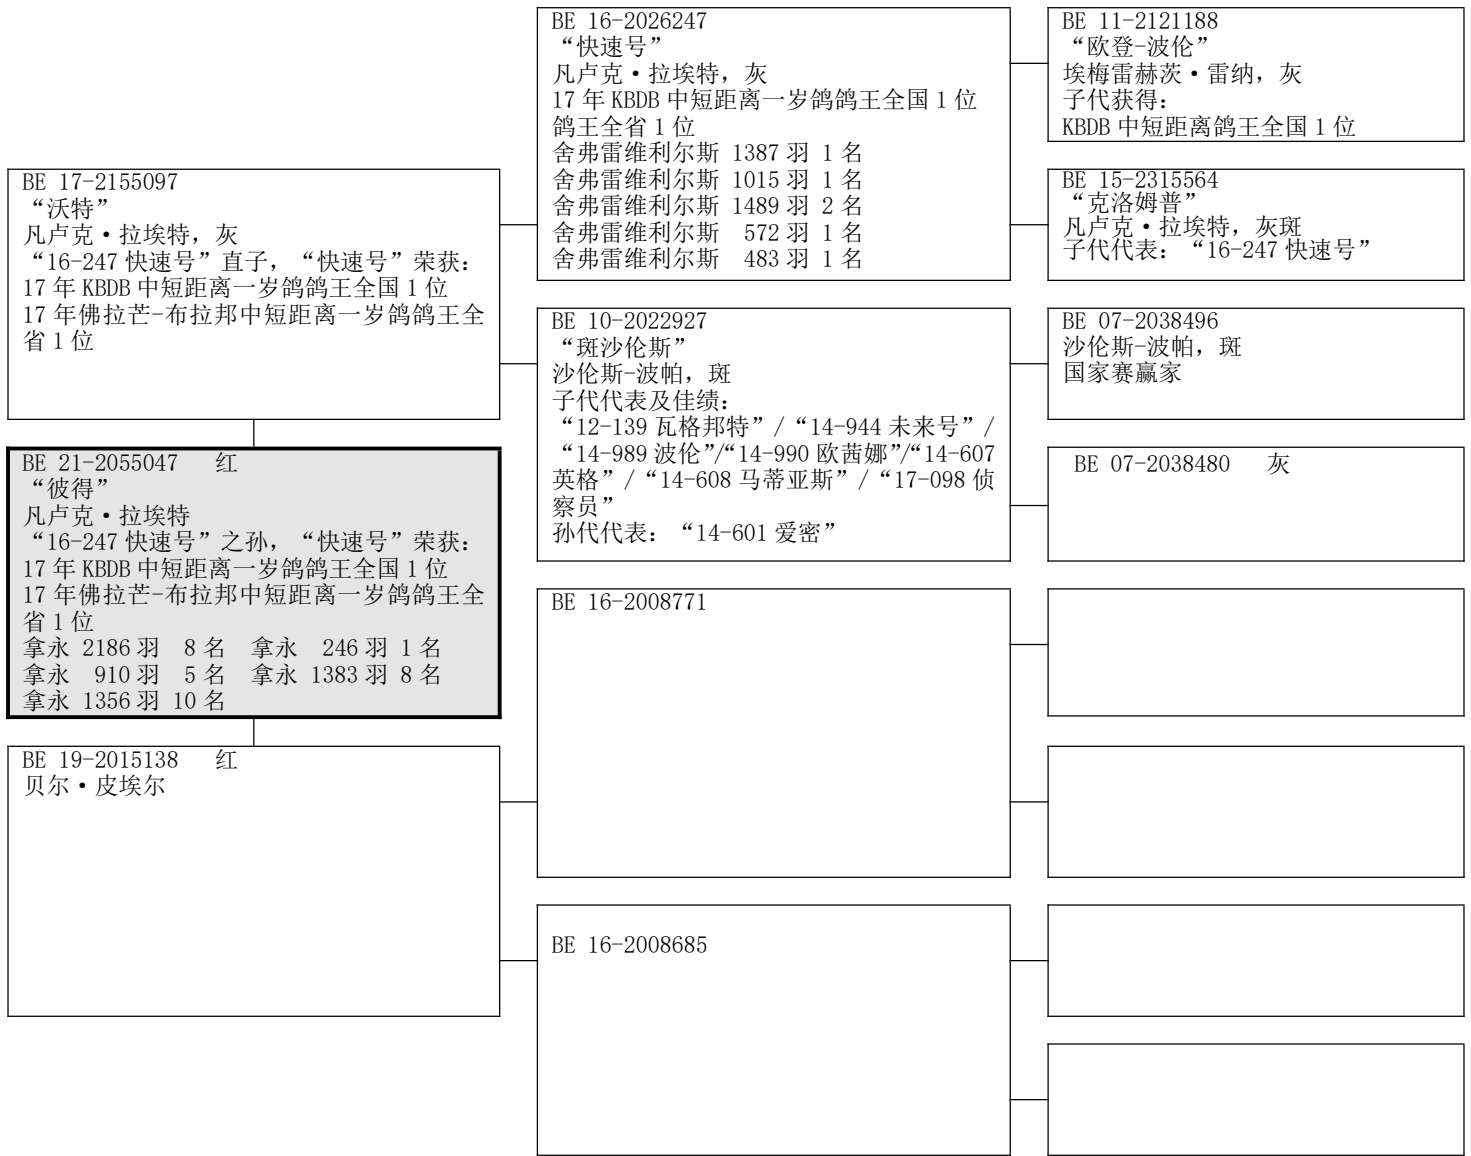 BE 17-2155097
“沃特”
凡卢克•拉埃特，灰
“16-247 快速号”直子，“快速号”荣获：
17 年 KBDB 中短距离一岁鸽鸽王全国 1 位
17 年佛拉芒-布拉邦中短距离一岁鸽鸽王全
省 1 位
BE 21-2055047 红
“彼得”
凡卢克•拉埃特
“16-247 快速号”之孙，“快速号”荣获：
17 年 KBDB 中短距离一岁鸽鸽王全国 1 位
17 年佛拉芒-布拉邦中短距离一岁鸽鸽王全
省 1 位
拿永 2186 羽 8 名 拿永 246 羽 1 名
拿永 910 羽 5 名 拿永 1383 羽 8 名
拿永 1356 羽 10 名
BE 19-2015138 红
贝尔•皮埃尔
BE 16-2026247
“快速号”
凡卢克•拉埃特，灰
17 年 KBDB 中短距离一岁鸽鸽王全国 1 位
鸽王全省 1 位
舍弗雷维利尔斯 1387 羽 1 名
舍弗雷维利尔斯 1015 羽 1 名
舍弗雷维利尔斯 1489 羽 2 名
舍弗雷维利尔斯 572 羽 1 名
舍弗雷维利尔斯 483 羽 1 名
BE 10-2022927
“斑沙伦斯”
沙伦斯-波帕，斑
子代代表及佳绩：
“12-139 瓦格邦特”/“14-944 未来号”/
“14-989 波伦”/“14-990 欧茜娜”/“14-607
英格”/“14-608 马蒂亚斯”/“17-098 侦
察员”
孙代代表：“14-601 爱密”
BE 16-2008771
BE 16-2008685
BE 11-2121188
“欧登-波伦”
埃梅雷赫茨•雷纳，灰
子代获得：
KBDB 中短距离鸽王全国 1 位
BE 15-2315564
“克洛姆普”
凡卢克•拉埃特，灰斑
子代代表：“16-247 快速号”
BE 07-2038496
沙伦斯-波帕，斑
国家赛赢家
BE 07-2038480 灰